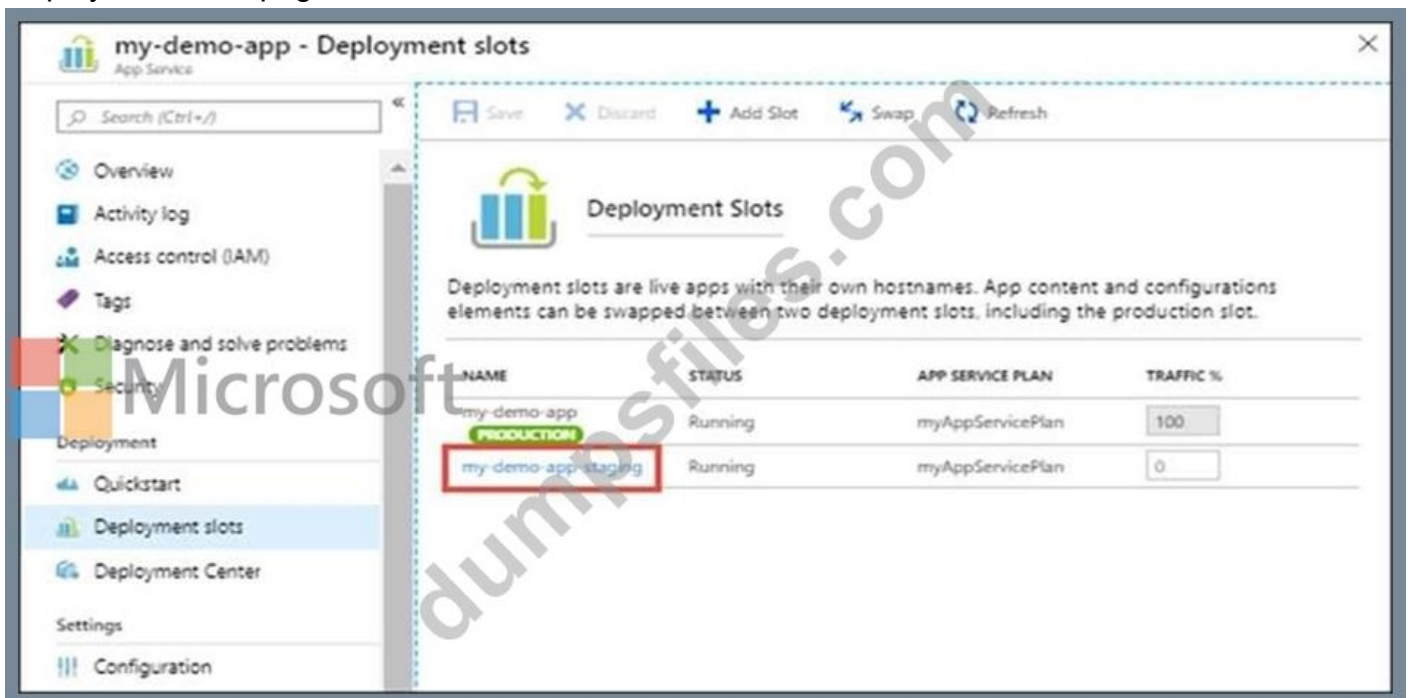 my-demo-app - Deployment slots
App Service
Search (Ctrl+/)
Overview
Activity log
Access control (IAM)
Tags
Diagnose and solve problems
Security
Deployment
Quickstart
Deployment slots
Deployment Center
Settings
Configuration
Save Discard Add Slot Swap Refresh
Deployment Slots
Deployment slots are live apps with their own hostnames. App content and configurations
elements can be swapped between two deployment slots, including the production slot.
NAME STATUS APP SERVICE PLAN TRAFFIC %
my-demo-app Running myAppServicePlan 100
PRODUCTION
my-demo-app-staging Running myAppServicePlan 0
Microsoft
dumpsfiles.com